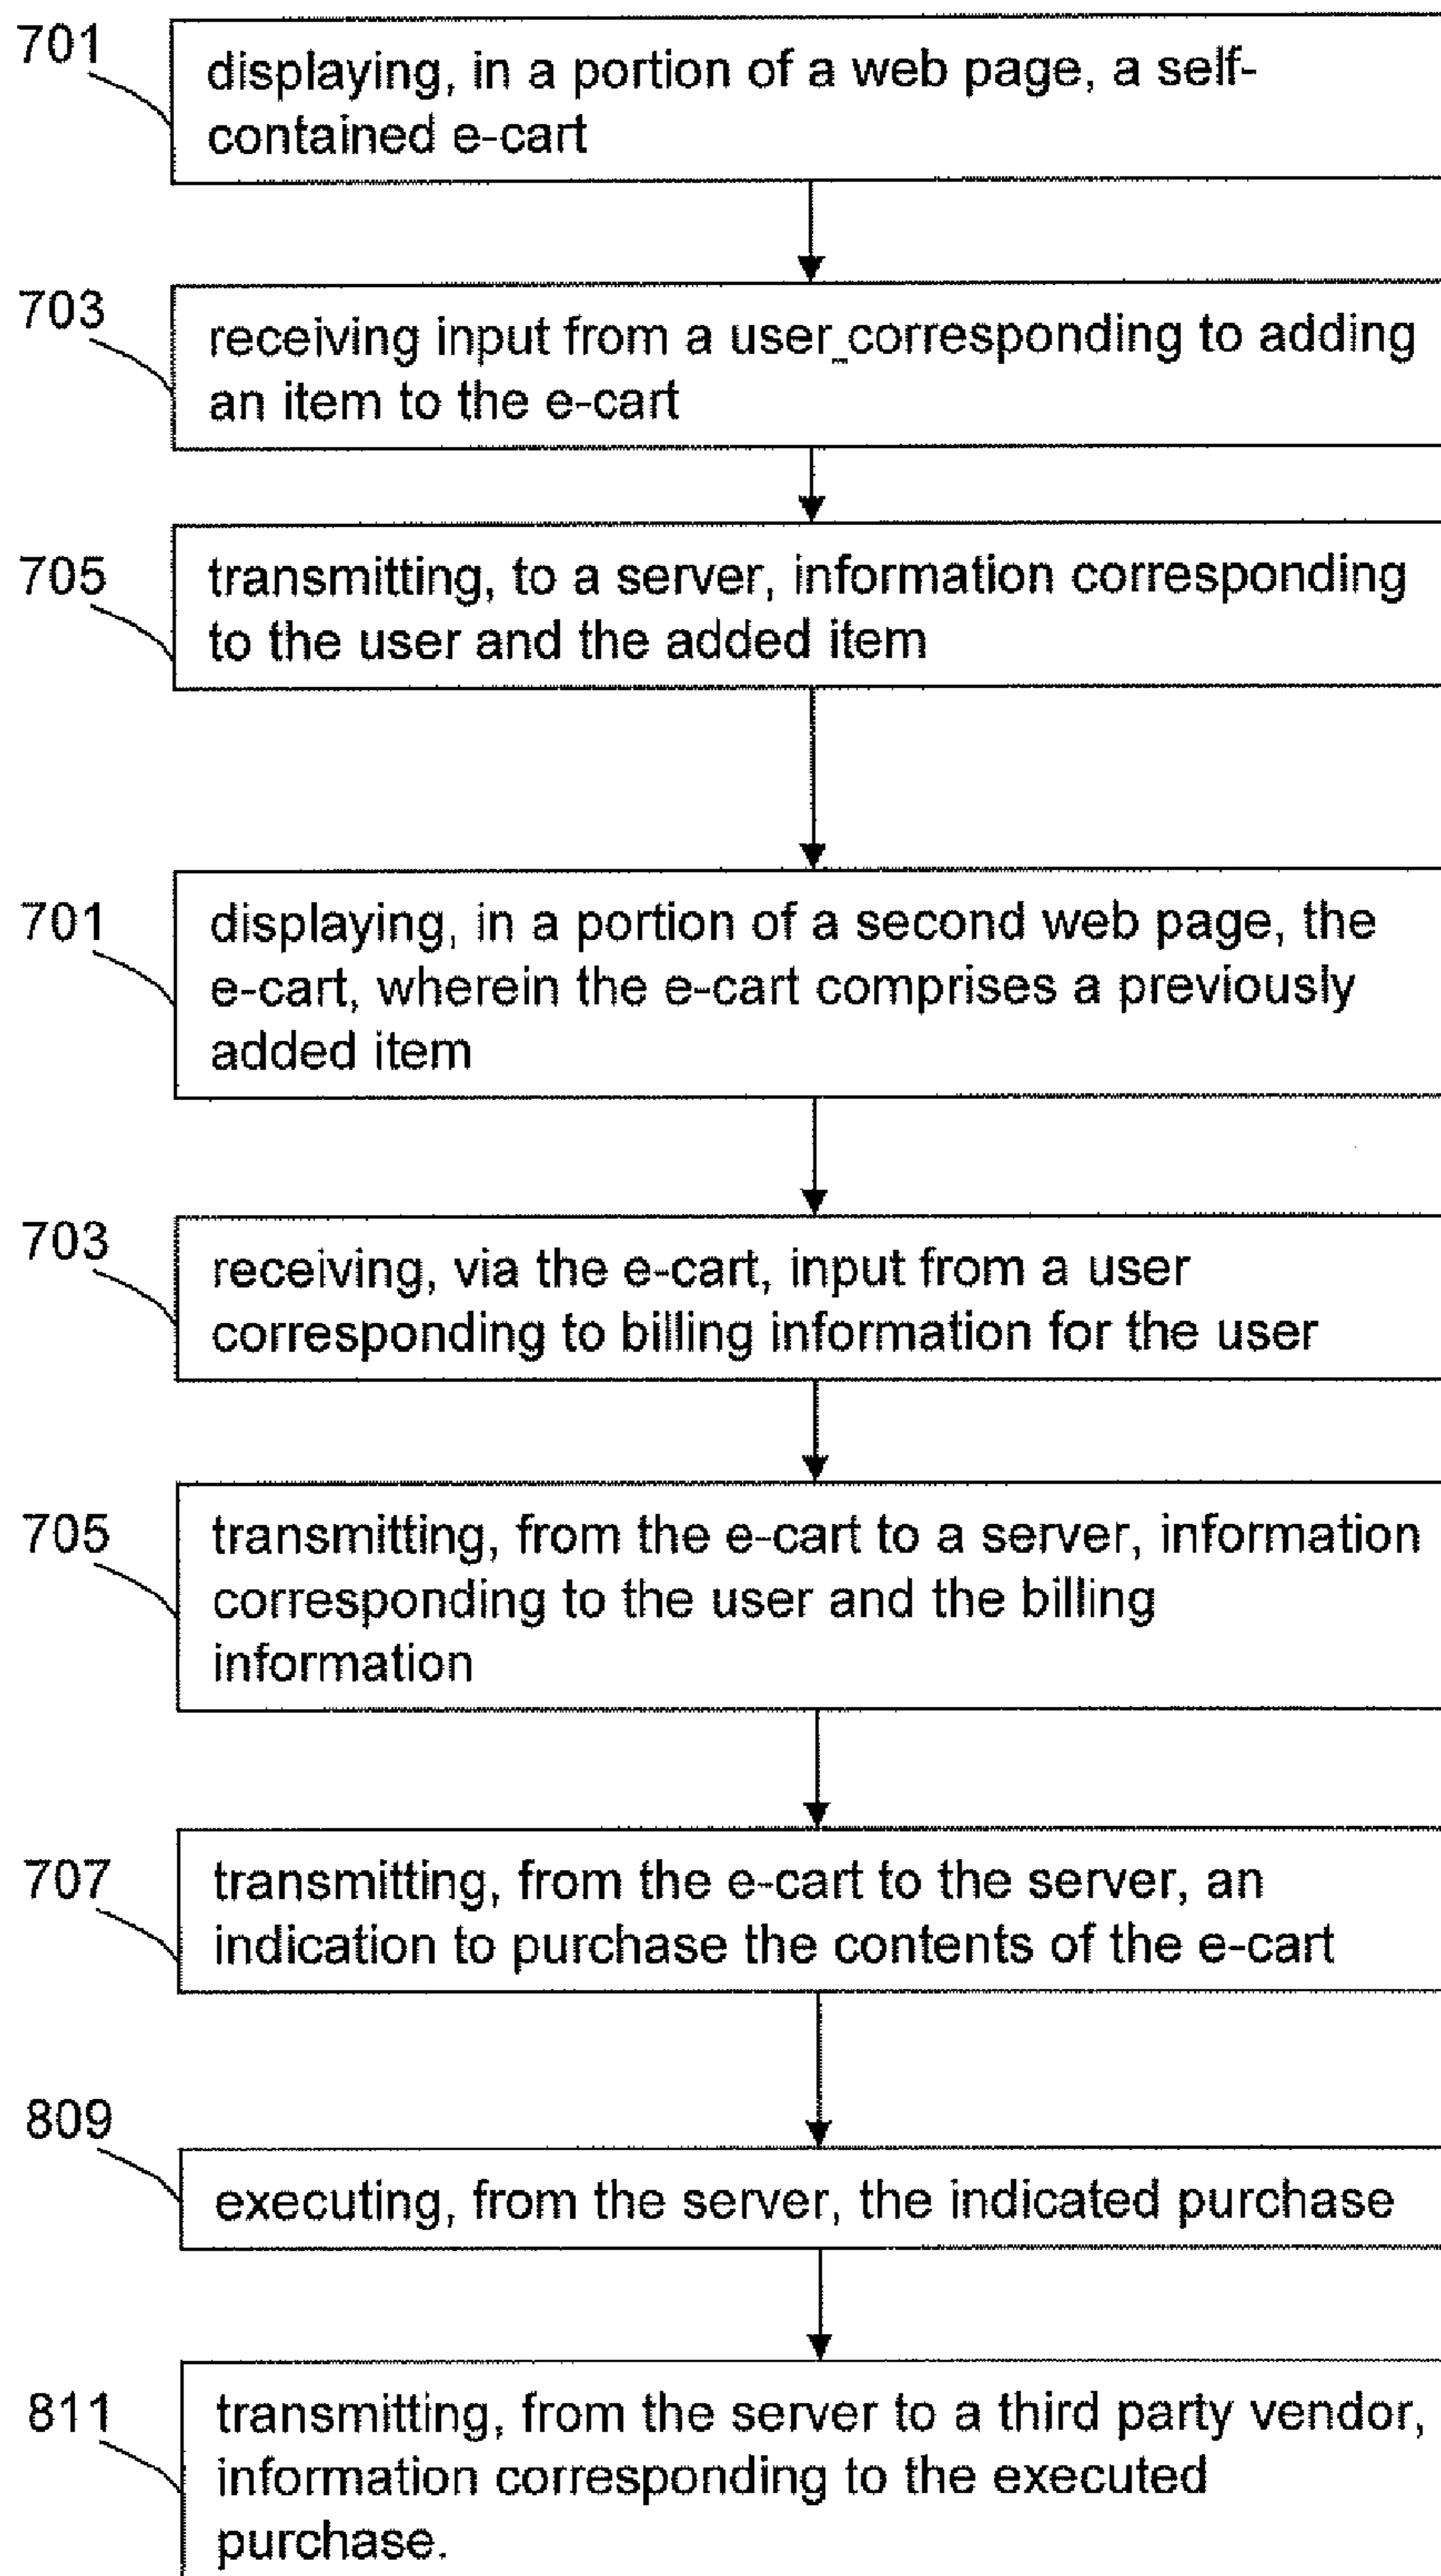 701
displaying, in a portion of a web page, a self-
contained e-cart
703
receiving input from a user corresponding to adding
an item to the e-cart
705
transmitting, to a server, information corresponding
to the user and the added item
701
displaying, in a portion of a second web page, the
e-cart, wherein the e-cart comprises a previously
added item
703
receiving, via the e-cart, input from a user
corresponding to billing information for the user
705
transmitting, from the e-cart to a server, information
corresponding to the user and the billing
information
707
transmitting, from the e-cart to the server, an
indication to purchase the contents of the e-cart
809
executing, from the server, the indicated purchase
811
transmitting, from the server to a third party vendor,
information corresponding to the executed
purchase.